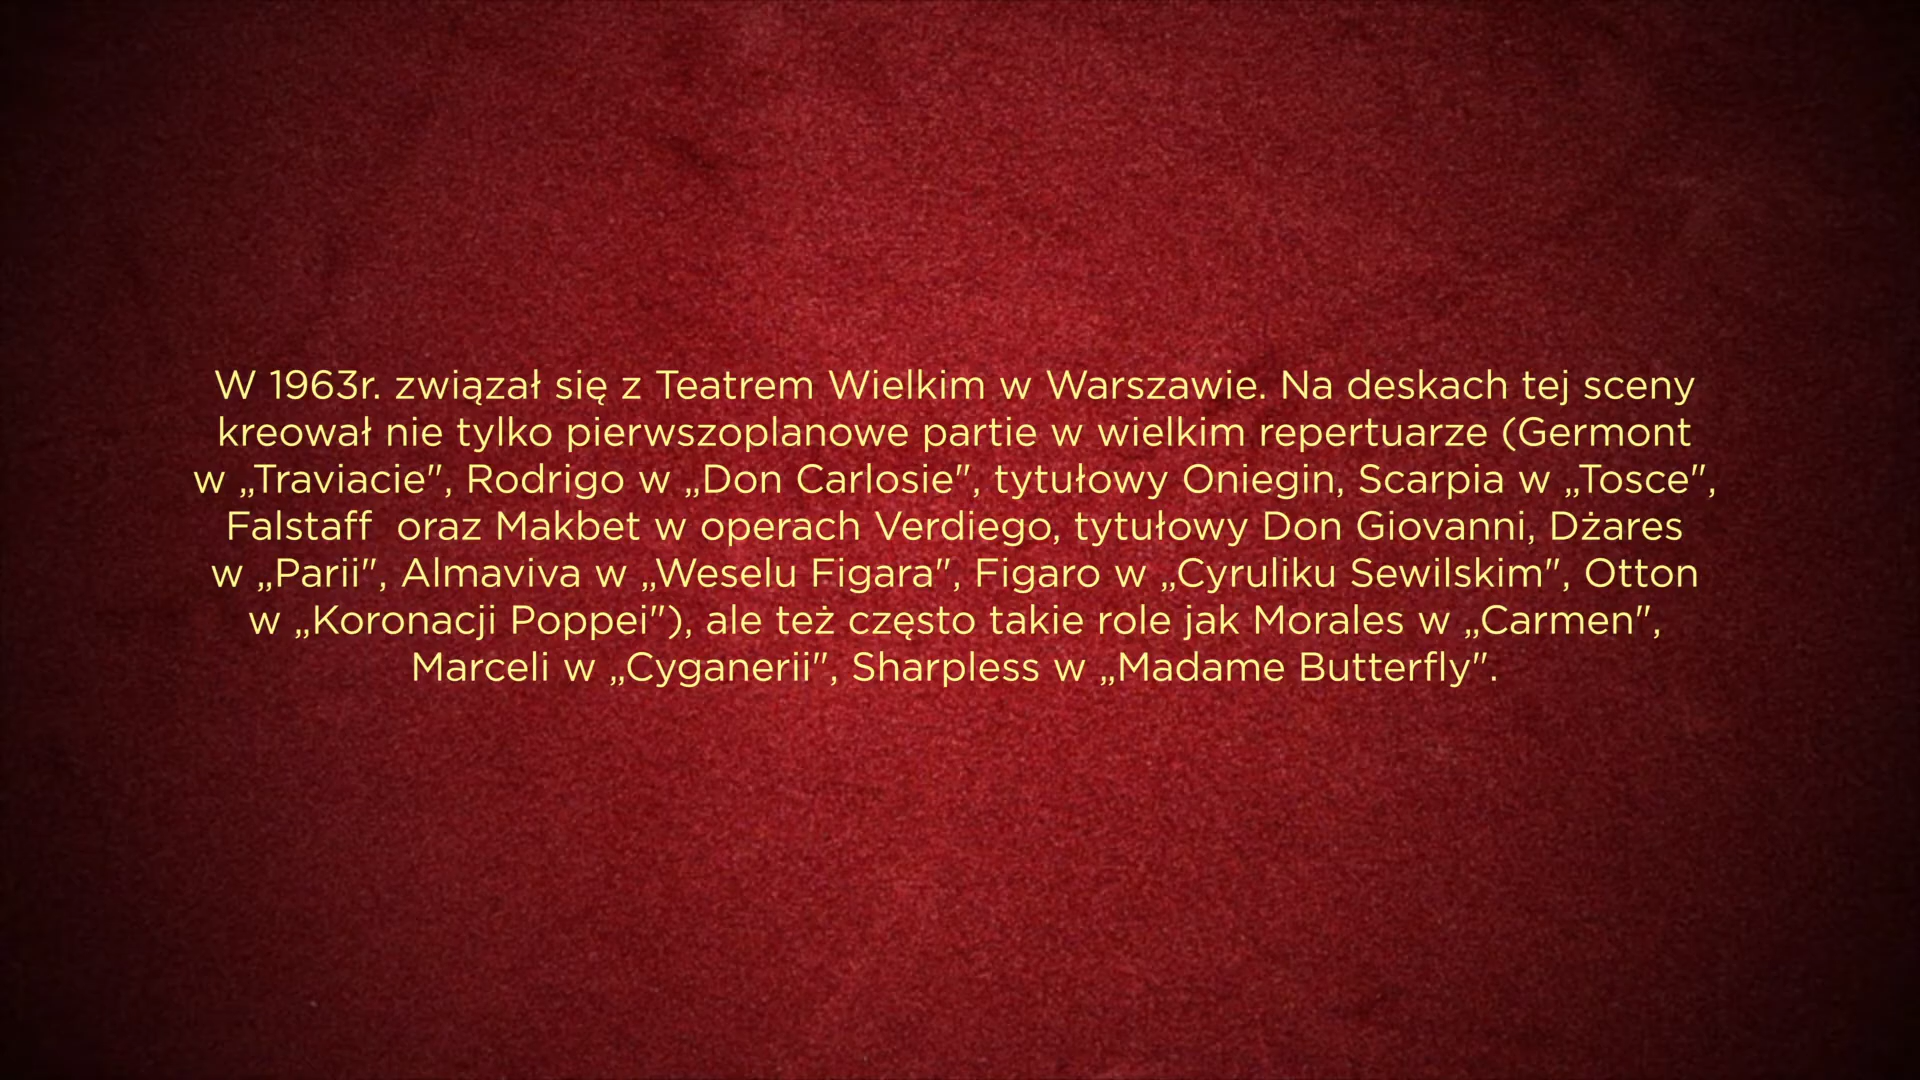 W 1963r. związał się z Teatrem Wielkim w Warszawie. Na deskach tej sceny
kreował nie tylko pierwszoplanowe partie w wielkim repertuarze (Germont
w „Traviacie", Rodrigo w „Don Carlosie", tytułowy Oniegin, Scarpia w „Tosce",
Falstaff  oraz Makbet w operach Verdiego, tytułowy Don Giovanni, Dżares
w „Parii", Almaviva w „Weselu Figara", Figaro w „Cyruliku Sewilskim", Otton
w „Koronacji Poppei"), ale też często takie role jak Morales w „Carmen",
Marceli w „Cyganerii", Sharpless w „Madame Butterfly".